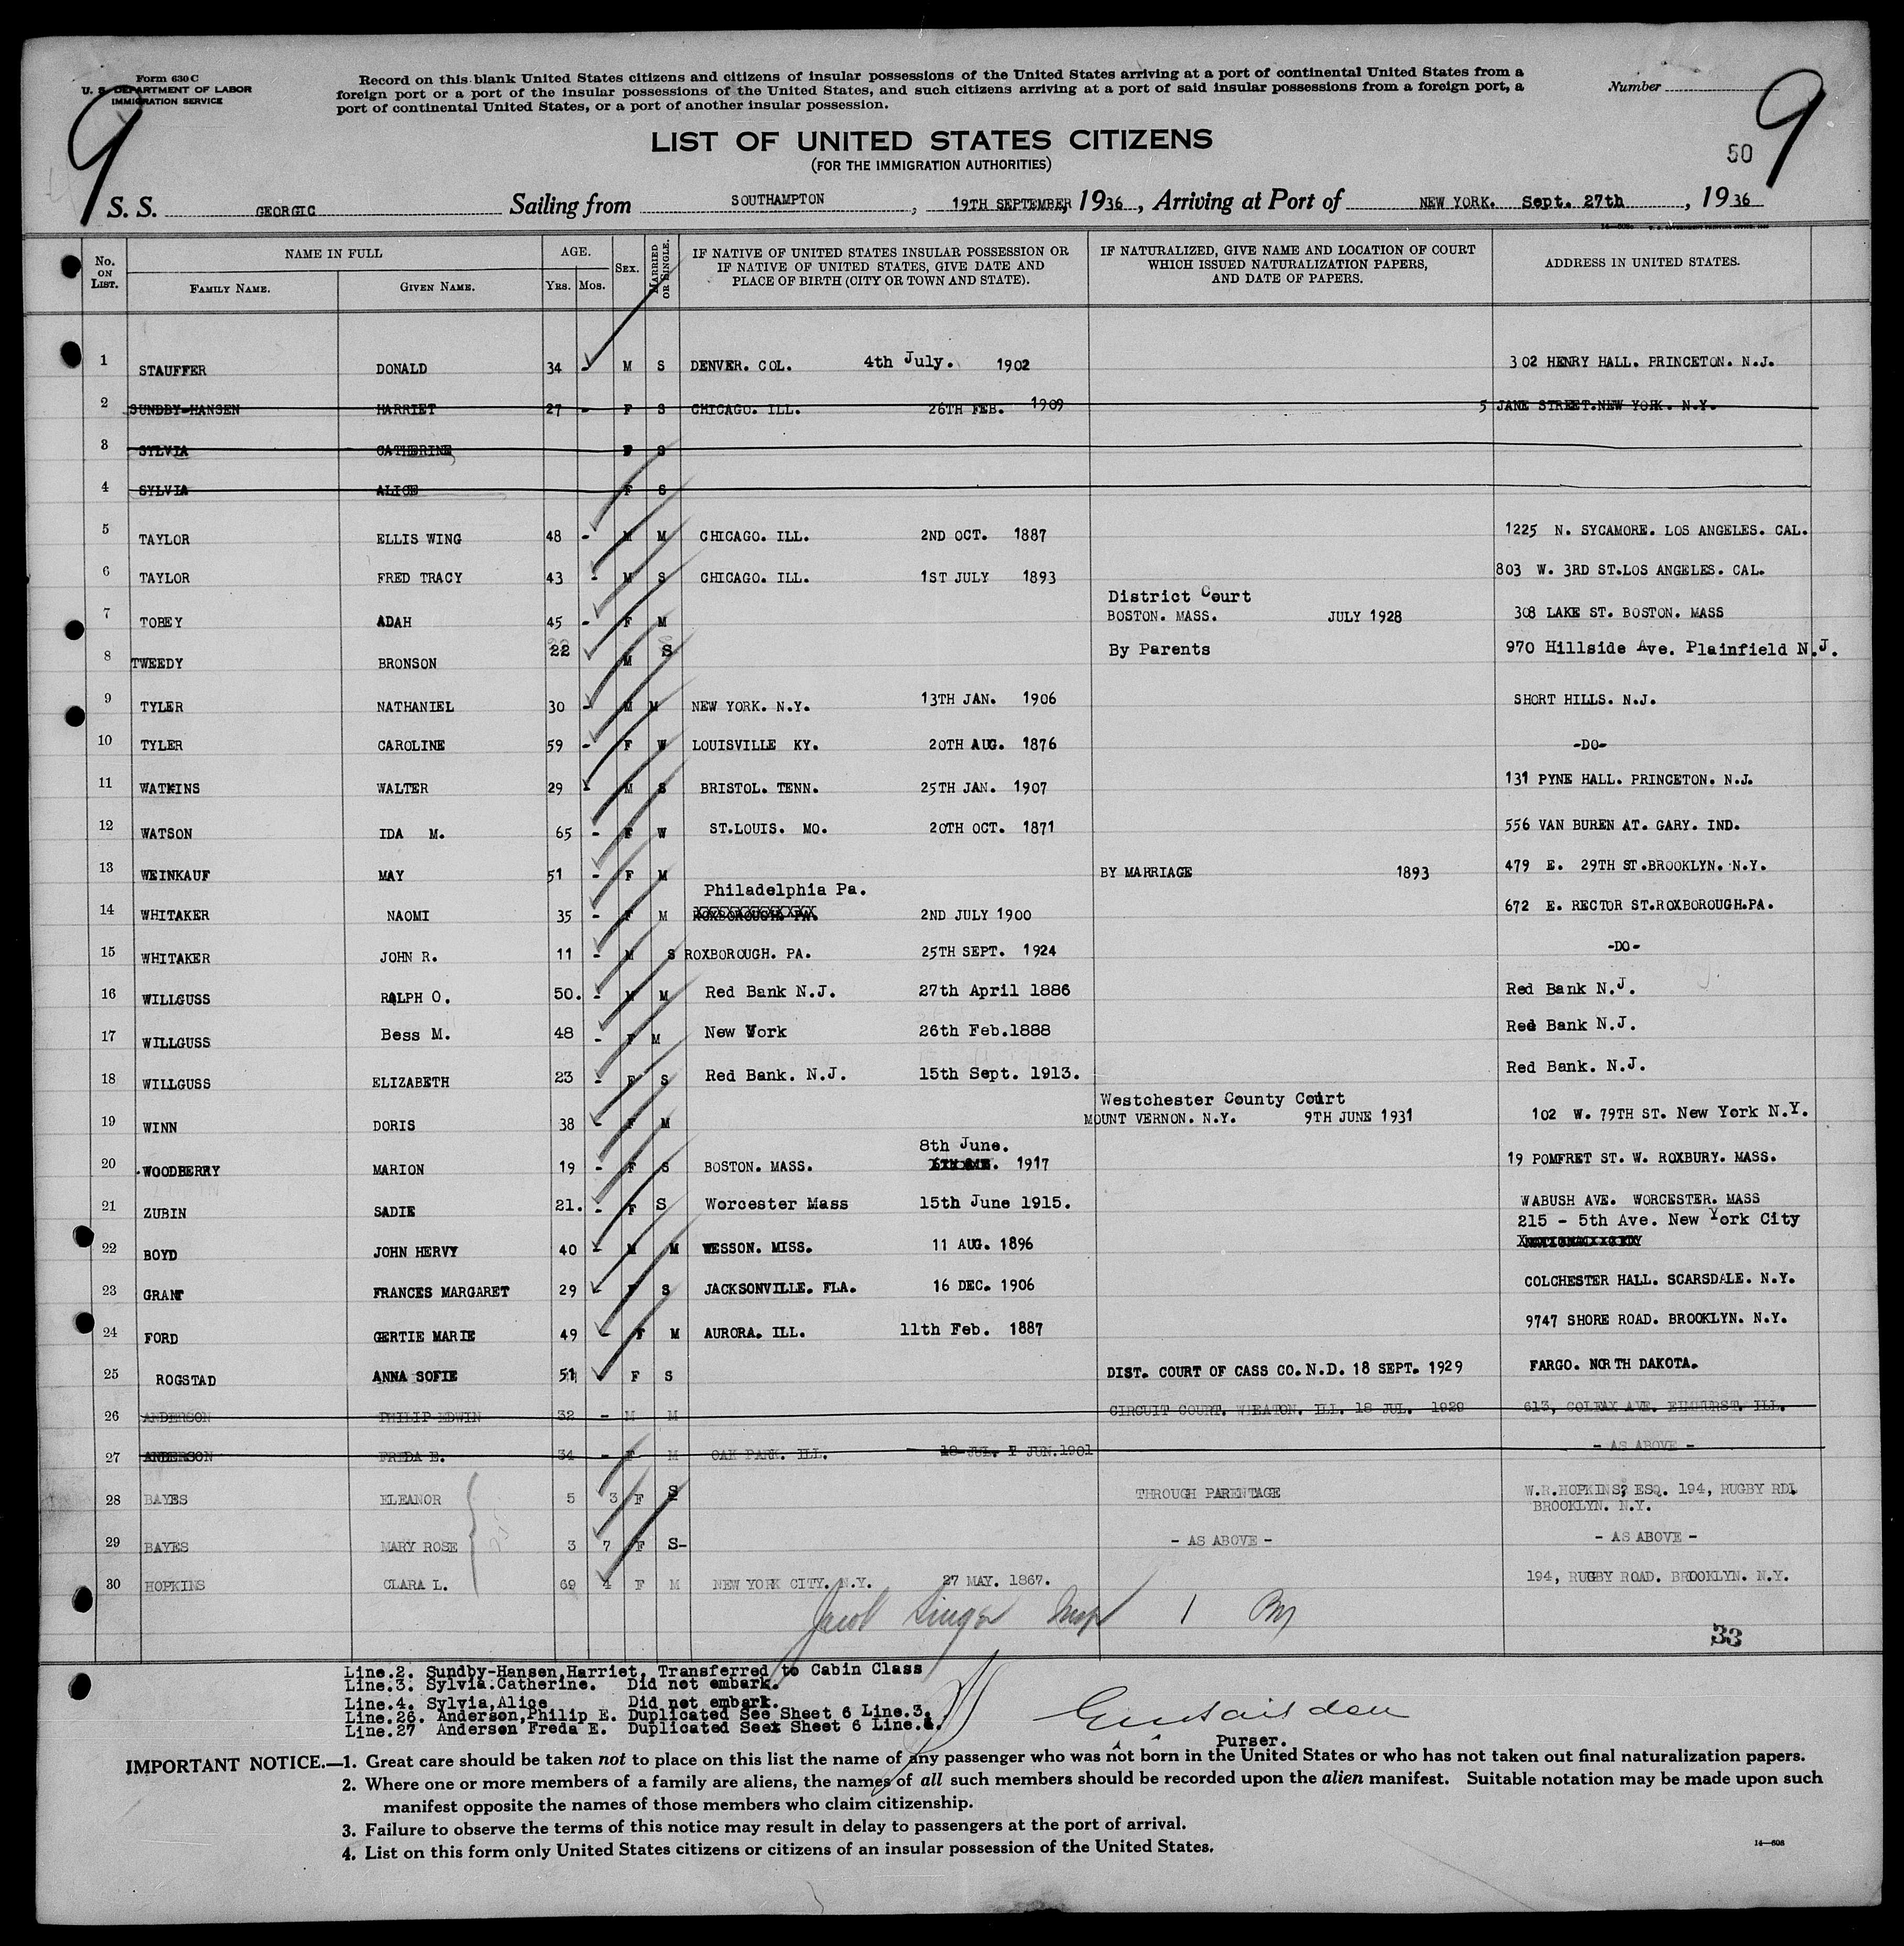 Form 630 C
U. S. DEPARTMENT OF LABOR
IMMIGRATION SERVICE
Record on this blank United States citizens and citizens of insular possessions of the United States arriving at a port of continental United States from a
foreign port or a port of the insular possessions of the United States, and such citizens arriving at a port of said insular possessions from a foreign port, a
port of continental United States, or a port of another insular possession.
Number
9
9
LIST OF UNITED STATES CITIZENS
(FOR THE IMMIGRATION AUTHORITIES)
50
S. S. GEORGIC Sailing from SOUTHAMPTON, 19TH SEPTEMBER, 1936, Arriving at Port of NEW YORK. Sept. 27th, 1936
No. ON LIST. NAME IN FULL FAMILY NAME. GIVEN NAME. AGE. YRS. MOS. SEX. MARRIED OR SINGLE. IF NATIVE OF UNITED STATES INSULAR POSSESSION OR IF NATIVE OF UNITED STATES, GIVE DATE AND PLACE OF BIRTH (CITY OR TOWN AND STATE). IF NATURALIZED, GIVE NAME AND LOCATION OF COURT WHICH ISSUED NATURALIZATION PAPERS, AND DATE OF PAPERS. ADDRESS IN UNITED STATES.
1 STAUFFER DONALD 34 - M S DENVER. COL. 4th July. 1902 302 HENRY HALL. PRINCETON. N.J.
2 SUNDBY-HANSEN HARRIET 27 - F S CHICAGO. ILL. 26TH FEB. 1909 5 JANE STREET.NEW YORK. N.Y.
3 SYLVIA CATHERINE F S
4 SYLVIA ALICE F S
5 TAYLOR ELLIS WING 48 - M M CHICAGO. ILL. 2ND OCT. 1887 1225 N. SYCAMORE. LOS ANGELES. CAL.
6 TAYLOR FRED TRACY 43 - M S CHICAGO. ILL. 1ST JULY 1893 803 W. 3RD ST.LOS ANGELES. CAL.
District Court
7 TOBEY ADAH 45 - F M BOSTON. MASS. JULY 1928 308 LAKE ST. BOSTON. MASS
8 TWEEDY BRONSON 22 M S By Parents 970 Hillside Ave. Plainfield N.J.
9 TYLER NATHANIEL 30 - M M NEW YORK. N.Y. 13TH JAN. 1906 SHORT HILLS. N.J.
10 TYLER CAROLINE 59 - F W LOUISVILLE KY. 20TH AUG. 1876 -DO-
11 WATKINS WALTER 29 - M S BRISTOL. TENN. 25TH JAN. 1907 131 PYNE HALL. PRINCETON. N.J.
12 WATSON IDA M. 65 - F W ST.LOUIS. MO. 20TH OCT. 1871 556 VAN BUREN AT. GARY. IND.
13 WEINKAUF MAY 51 - F M BY MARRIAGE 1893 479 E. 29TH ST.BROOKLYN. N.Y.
Philadelphia Pa.
14 WHITAKER NAOMI 35 - F M ROXBOROUGH. PA. 2ND JULY 1900 672 E. RECTOR ST.ROXBOROUGH.PA.
15 WHITAKER JOHN R. 11 - M S ROXBOROUGH. PA. 25TH SEPT. 1924 -DO-
16 WILLGUSS RALPH O. 50. - M M Red Bank N.J. 27th April 1886 Red Bank N.J.
17 WILLGUSS Bess M. 48 - F M New York 26th Feb.1888 Red Bank N.J.
18 WILLGUSS ELIZABETH 23 - F S Red Bank. N.J. 15th Sept. 1913. Red Bank. N.J.
Westchester County Court
19 WINN DORIS 38 - F M MOUNT VERNON. N.Y. 9TH JUNE 1931 102 W. 79TH ST. New York N.Y.
8th June.
20 WOODBERRY MARION 19 - F S BOSTON. MASS. 1917 19 POMFRET ST. W. ROXBURY. MASS.
21 ZUBIN SADIE 21. - F S Worcester Mass 15th June 1915. WABUSH AVE. WORCESTER. MASS
215 - 5th Ave. New York City
22 BOYD JOHN HERVY 40 - M M WESSON. MISS. 11 AUG. 1896
23 GRANT FRANCES MARGARET 29 - F S JACKSONVILLE. FLA. 16 DEC. 1906 COLCHESTER HALL. SCARSDALE. N.Y.
24 FORD GERTIE MARIE 49 - F M AURORA. ILL. 11th Feb. 1887 9747 SHORE ROAD. BROOKLYN. N.Y.
25 ROGSTAD ANNA SOFIE 51 F S DIST. COURT OF CASS CO. N.D. 18 SEPT. 1929 FARGO. NORTH DAKOTA.
26 ANDERSON PHILIP EDWIN 32 - M M CIRCUIT COURT. WHEATON. ILL. 18 JUL. 1929 613, COLFAX AVE. ELMHURST. ILL.
27 ANDERSON FREDA E. 34 - F M OAK PARK. ILL. JUN.1901 - AS ABOVE -
28 BAYES ELEANOR 5 3 F S THROUGH PARENTAGE W.R.HOPKINS, ESQ. 194, RUGBY RD.
BROOKLYN. N.Y.
29 BAYES MARY ROSE 3 7 F S- - AS ABOVE - - AS ABOVE -
30 HOPKINS CLARA L. 69 4 F M NEW YORK CITY. N.Y. 27 MAY. 1867. 194, RUGBY ROAD. BROOKLYN. N.Y.
Jacob Singer Insp
33
Line.2. Sundby-Hansen,Harriet, Transferred to Cabin Class
Line.3. Sylvia.Catherine. Did not embark.
Line.4. Sylvia,Alice Did not embark.
Line.26. Anderson,Philip E. Duplicated See Sheet 6 Line.3.
Line.27 Anderson Freda E. Duplicated See Sheet 6 Line.4.
Purser.
IMPORTANT NOTICE.—1. Great care should be taken not to place on this list the name of any passenger who was not born in the United States or who has not taken out final naturalization papers.
2. Where one or more members of a family are aliens, the names of all such members should be recorded upon the alien manifest. Suitable notation may be made upon such
manifest opposite the names of those members who claim citizenship.
3. Failure to observe the terms of this notice may result in delay to passengers at the port of arrival.
4. List on this form only United States citizens or citizens of an insular possession of the United States.
14—608